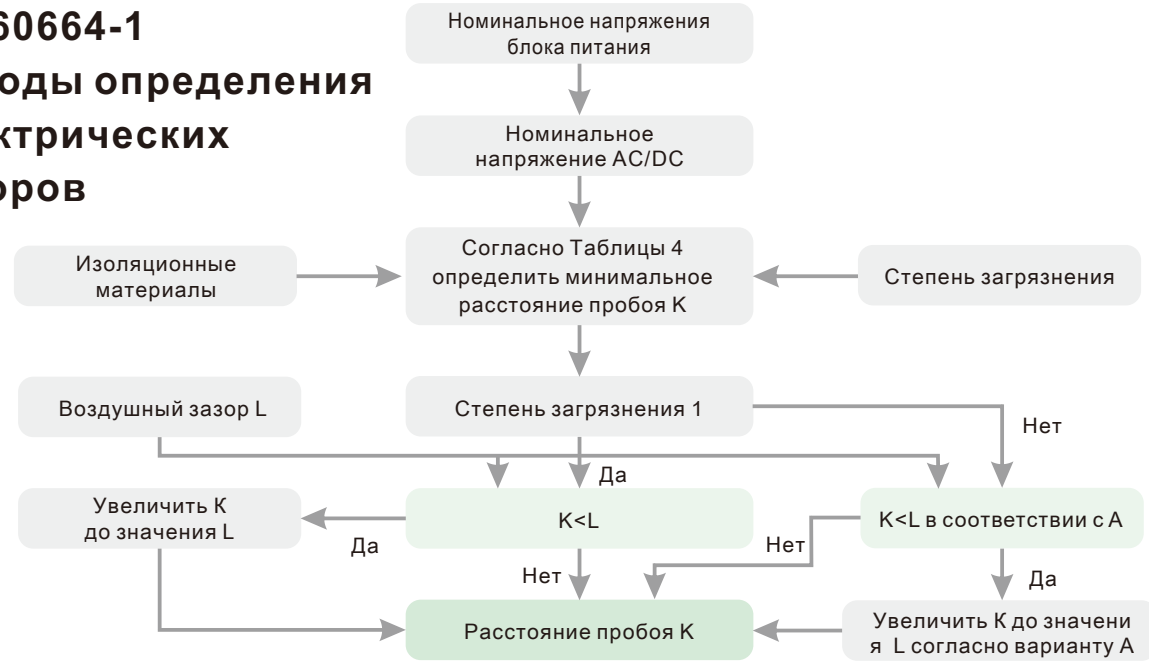 60664-1
оды определения
ктрических
оров
Номинальное напряжения
блока питания
Номинальное
напряжение AC/DC
Изоляционные
материалы
Согласно Таблицы 4
определить минимальное
расстояние пробоя K
Степень загрязнения
Воздушный зазор L
Степень загрязнения 1
Нет
Да
Увеличить К
до значения L
Да
K<L
Нет
K<L в соответствии с A
Нет
Да
Расстояние пробоя K
Увеличить К до значени
я L согласно варианту A